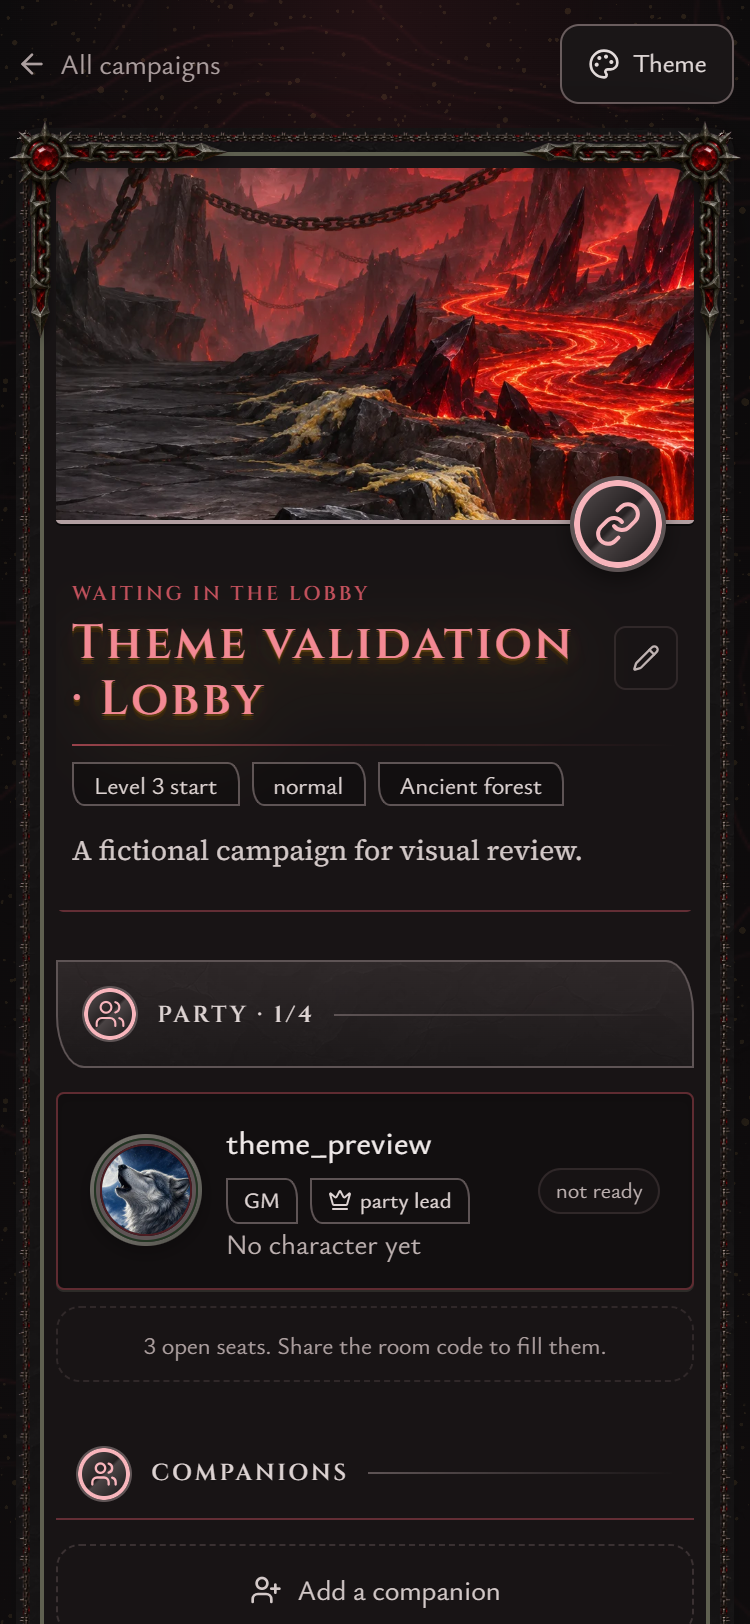 All campaigns
Theme
WAITING IN THE LOBBY
THEME VALIDATION
· LOBBY
Level 3 start
normal
Ancient forest
A fictional campaign for visual review.
PARTY · 1/4
theme_preview
GM
party lead
not ready
No character yet
3 open seats. Share the room code to fill them.
COMPANIONS
Add a companion